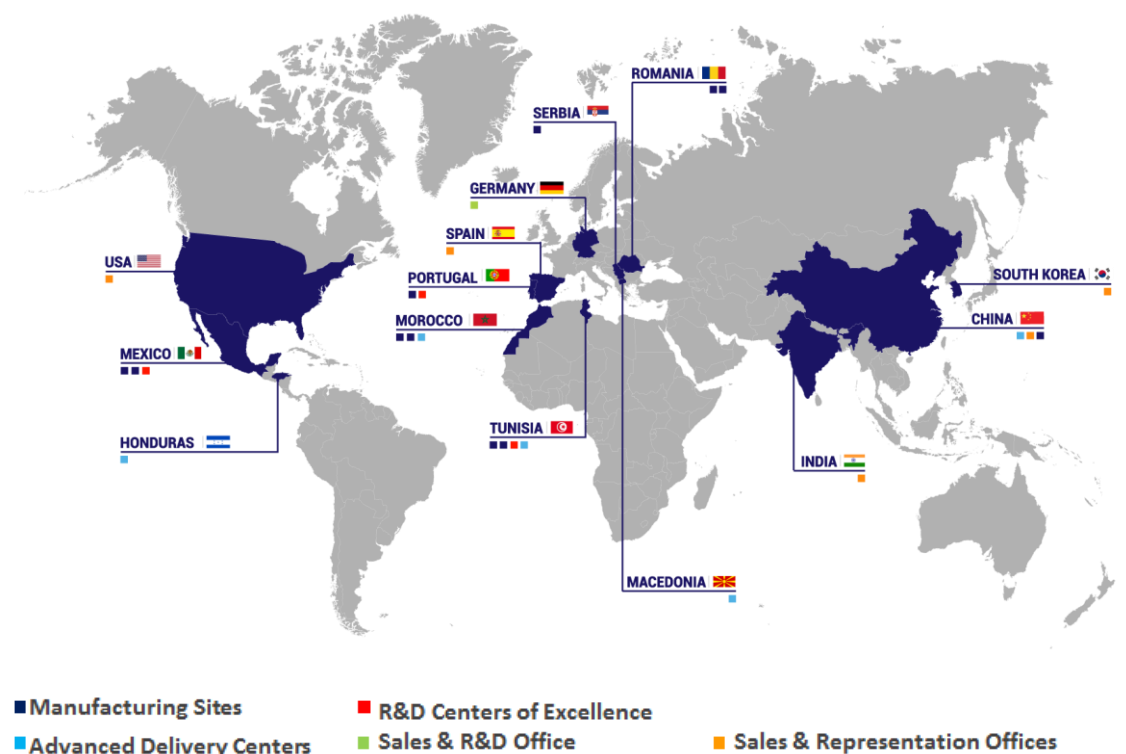 ROMANIA
SERBIA
GERMANY
SPAIN
USA
PORTUGAL
SOUTH KOREA
MOROCCO
CHINA
MEXICO
TUNISIA
HONDURAS
INDIA
MACEDONIA
Manufacturing Sites
R&D Centers of Excellence
Advanced Delivery Centers
Sales & R&D Office
Sales & Representation Offices